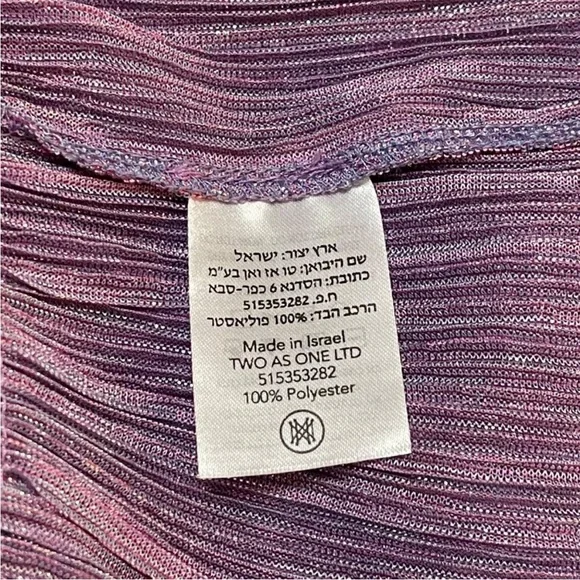 ארץ יצור: ישראל
שם היבואן: טו אז ואן בע"מ
כתובת: הסדנא 6 כפר-סבא
ח.פ. 515353282
הרכב הבד: 100% פוליאסטר
Made in Israel
TWO AS ONE LTD
515353282
100% Polyester